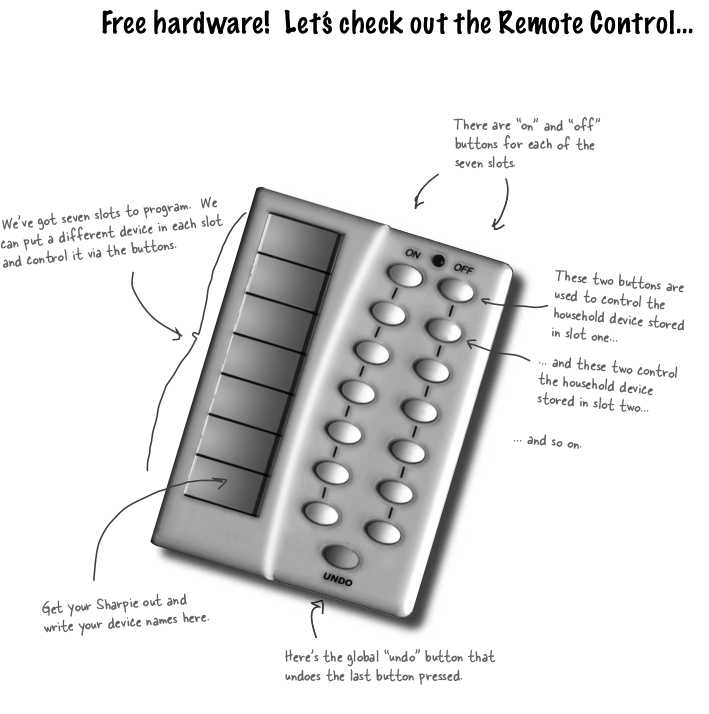 Free hardware! Let's check out the Remote Control...
There are "on" and "off"
buttons for each of the
seven slots.
We've got seven slots to program. We
can put a different device in each slot
and control it via the buttons.
ON
OFF
These two buttons are
used to control the
household device stored
in slot one...
... and these two control
the household device
stored in slot two...
... and so on.
UNDO
Get your Sharpie out and
write your device names here.
Here's the global "undo" button that
undoes the last button pressed.